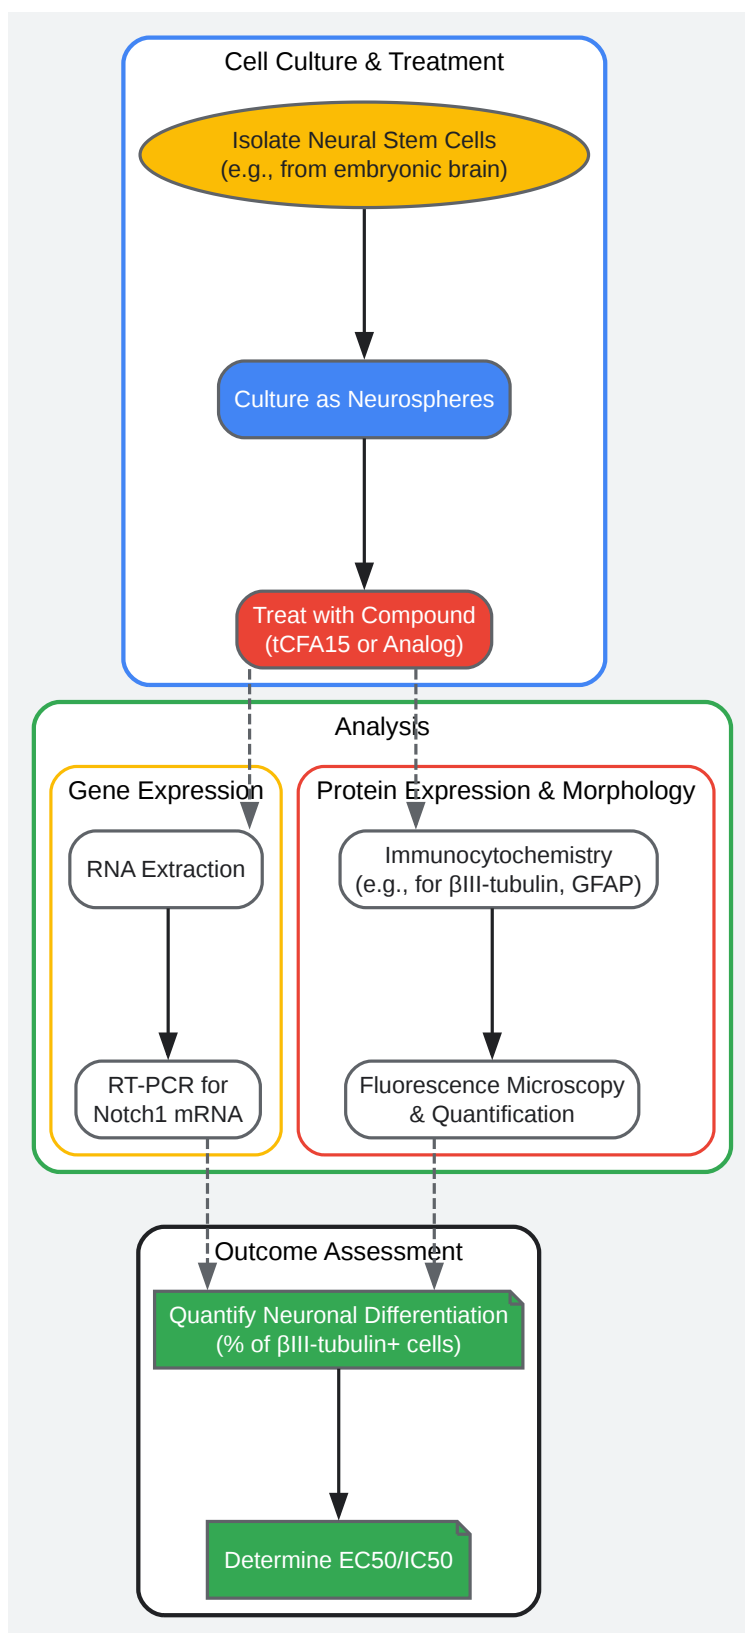 Cell Culture & Treatment
Isolate Neural Stem Cells
(e.g., from embryonic brain)
Culture as Neurospheres
Treat with Compound
(tCFA15 or Analog)
Analysis
Gene Expression
RNA Extraction
RT-PCR for
Notch1 mRNA
Protein Expression & Morphology
Immunocytochemistry
(e.g., for βIII-tubulin, GFAP)
Fluorescence Microscopy
& Quantification
Outcome Assessment
Quantify Neuronal Differentiation
(% of βIII-tubulin+ cells)
Determine EC50/IC50